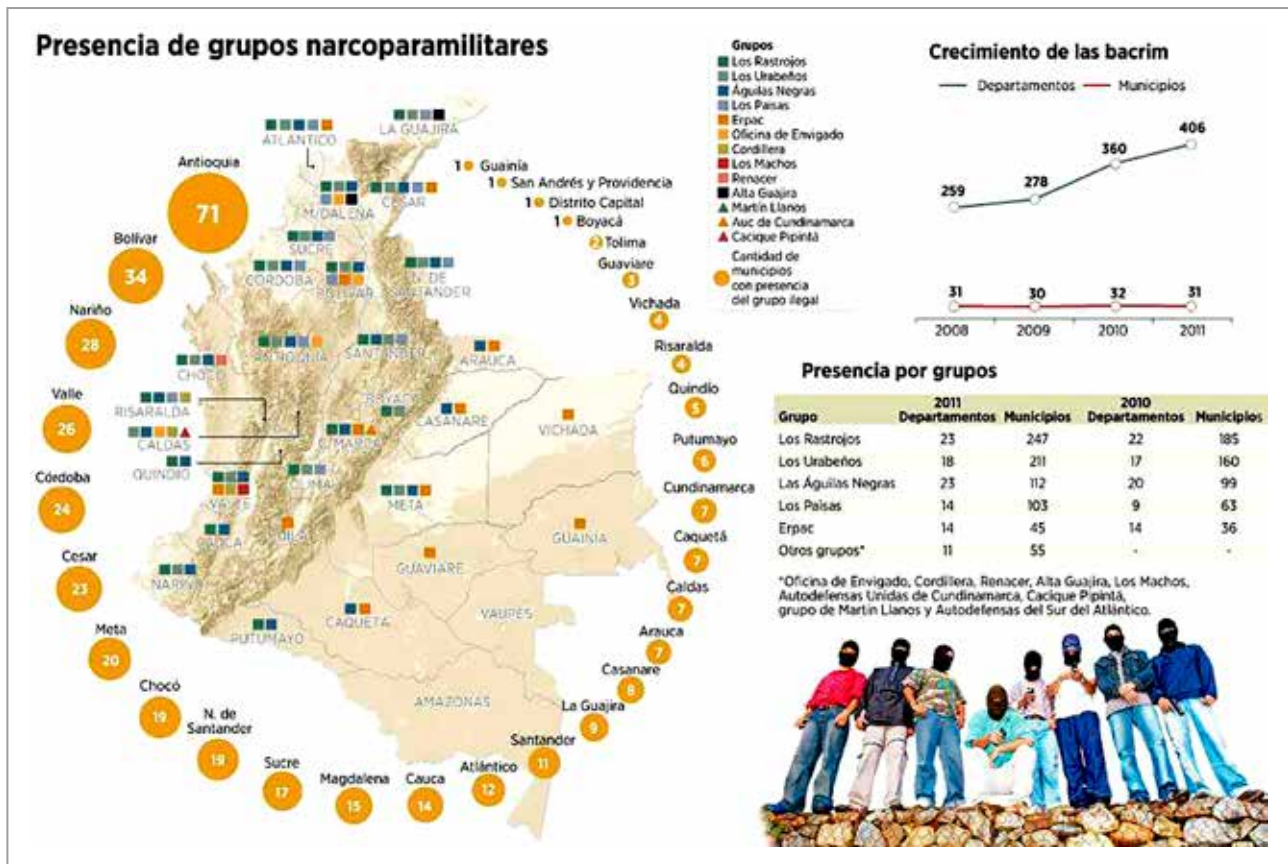 Presencia de grupos narcoparamilitares
Grupos
Los Rastrojos
Los Urabeños
Águilas Negras
Los Paisas
Erpac
Oficina de Envigado
Cordillera
Los Machos
Renacer
Alta Guajira
Martín Llanos
Auc de Cundinamarca
Cacique Pipintá
Cantidad de
municipios
con presencia
del grupo ilegal
LA GUAJIRA
ATLANTICO
M/DALENA
CESAR
SUCRE
CORDOBA
BOLIVAR
N. DE
SANTANDER
ANTIOQUIA
SANTANDER
ARAUCA
CHOCO
RISARALDA
CALDAS
QUINDIO
BOYACA
CASANARE
VICHADA
C/MARCA
TOLIMA
VALLE
META
CAUCA
HUILA
GUAINÍA
NARIÑO
GUAVIARE
VAUPES
CAQUETA
PUTUMAYO
AMAZONAS
Antioquia
71
Bolívar
34
Nariño
28
Valle
26
Córdoba
24
Cesar
23
Meta
20
Chocó
19
N. de
Santander
19
Sucre
17
Magdalena
15
Cauca
14
Atlántico
12
Santander
11
La Guajira
9
Casanare
8
Arauca
7
Caldas
7
Caquetá
7
Cundinamarca
7
Putumayo
6
Quindío
5
Risaralda
4
Vichada
4
Guaviare
3
2 Tolima
1 Boyacá
1 Distrito Capital
1 San Andrés y Providencia
1 Guainía
Crecimiento de las bacrim
Departamentos Municipios
259 278 360 406
31 30 32 31
2008 2009 2010 2011
Presencia por grupos
2011 2010
Grupo Departamentos Municipios Departamentos Municipios
Los Rastrojos 23 247 22 185
Los Urabeños 18 211 17 160
Las Águilas Negras 23 112 20 99
Los Paisas 14 103 9 63
Erpac 14 45 14 36
Otros grupos* 11 55 - -
*Oficina de Envigado, Cordillera, Renacer, Alta Guajira, Los Machos,
Autodefensas Unidas de Cundinamarca, Cacique Pipintá,
grupo de Martín Llanos y Autodefensas del Sur del Atlántico.